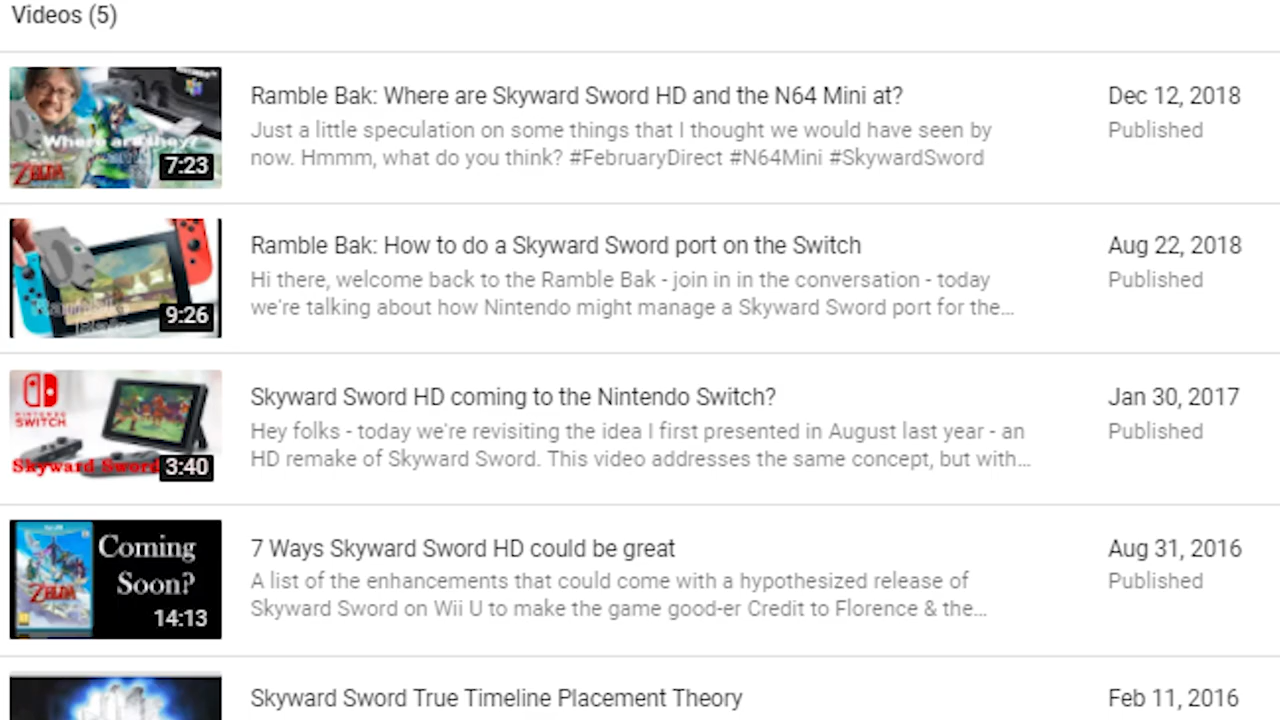 Videos (5)
Where are they?
ZELDA
7:23
Ramble Bak: Where are Skyward Sword HD and the N64 Mini at?
Just a little speculation on some things that I thought we would have seen by
now. Hmmm, what do you think? #FebruaryDirect #N64Mini #SkywardSword
Dec 12, 2018
Published
9:26
Ramble Bak: How to do a Skyward Sword port on the Switch
Hi there, welcome back to the Ramble Bak - join in in the conversation - today
we're talking about how Nintendo might manage a Skyward Sword port for the...
Aug 22, 2018
Published
NINTENDO
SWITCH
Skyward Sword
3:40
Skyward Sword HD coming to the Nintendo Switch?
Hey folks - today we're revisiting the idea I first presented in August last year - an
HD remake of Skyward Sword. This video addresses the same concept, but with...
Jan 30, 2017
Published
Coming
Soon?
ZELDA
14:13
7 Ways Skyward Sword HD could be great
A list of the enhancements that could come with a hypothesized release of
Skyward Sword on Wii U to make the game good-er Credit to Florence & the...
Aug 31, 2016
Published
Skyward Sword True Timeline Placement Theory
Feb 11, 2016